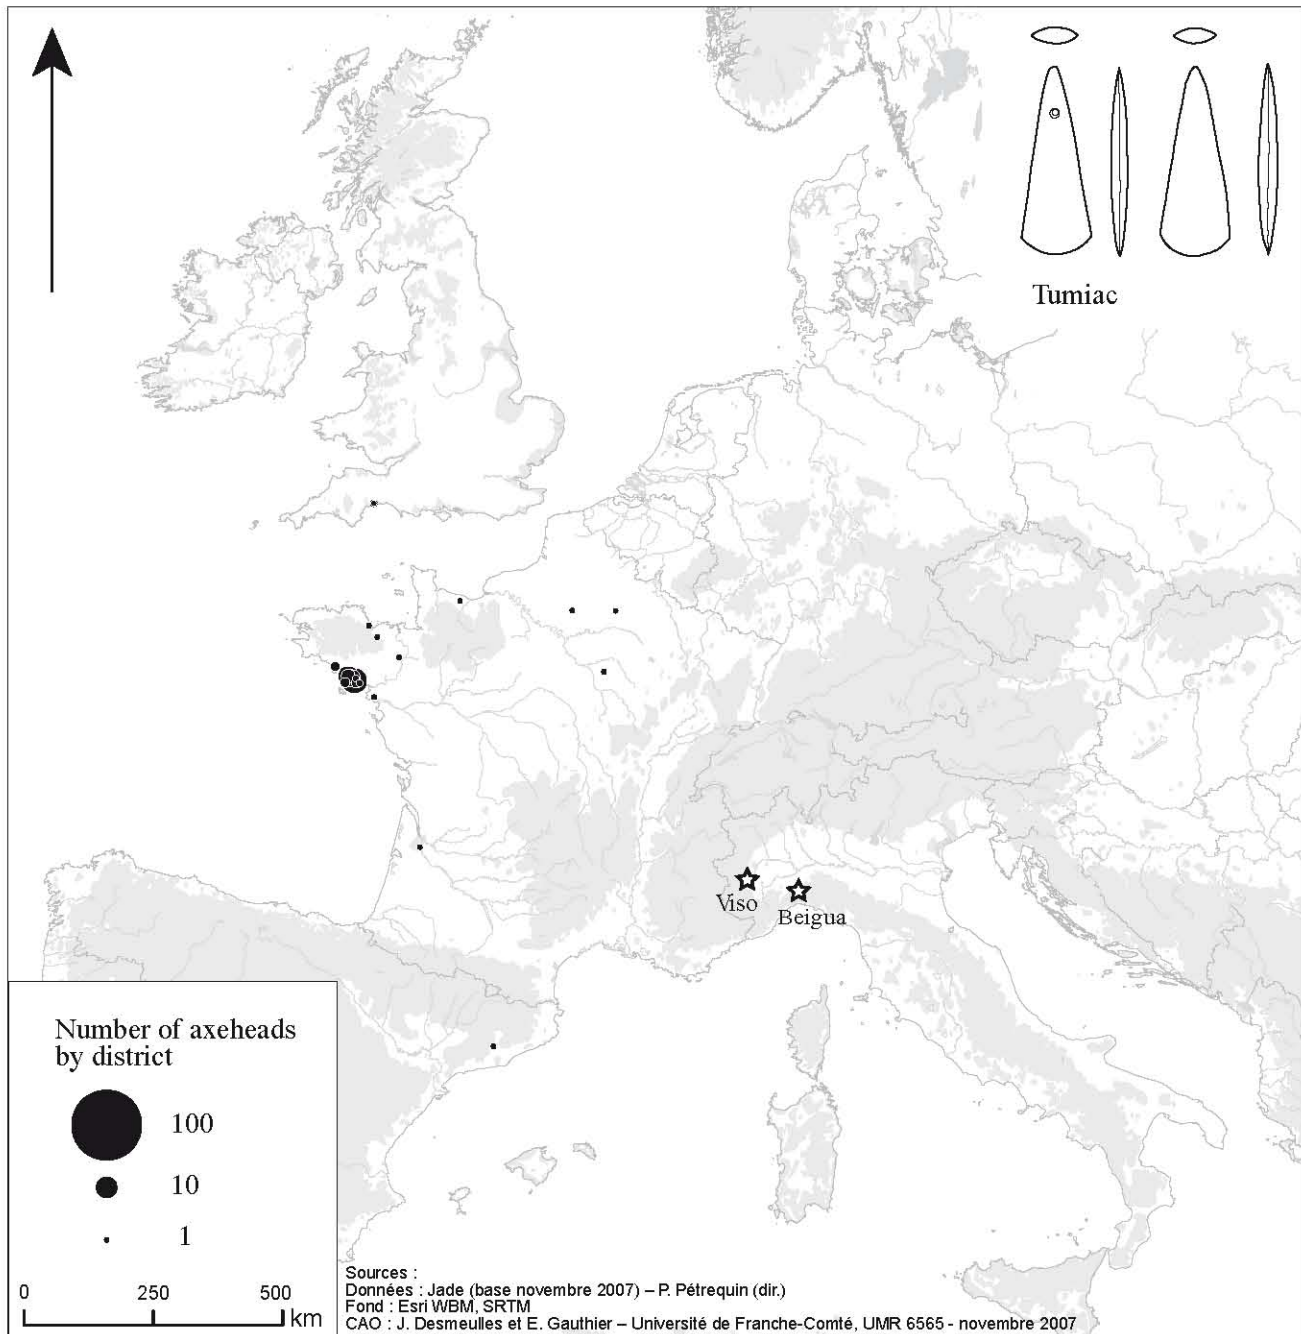 Tumiac
Viso
Beigua
Number of axeheads
by district
100
10
1
0 250 500
km
Sources :
Données : Jade (base novembre 2007) – P. Pétrequin (dir.)
Fond : Esri WBM, SRTM
CAO : J. Desmeulles et E. Gauthier – Université de Franche-Comté, UMR 6565 - novembre 2007